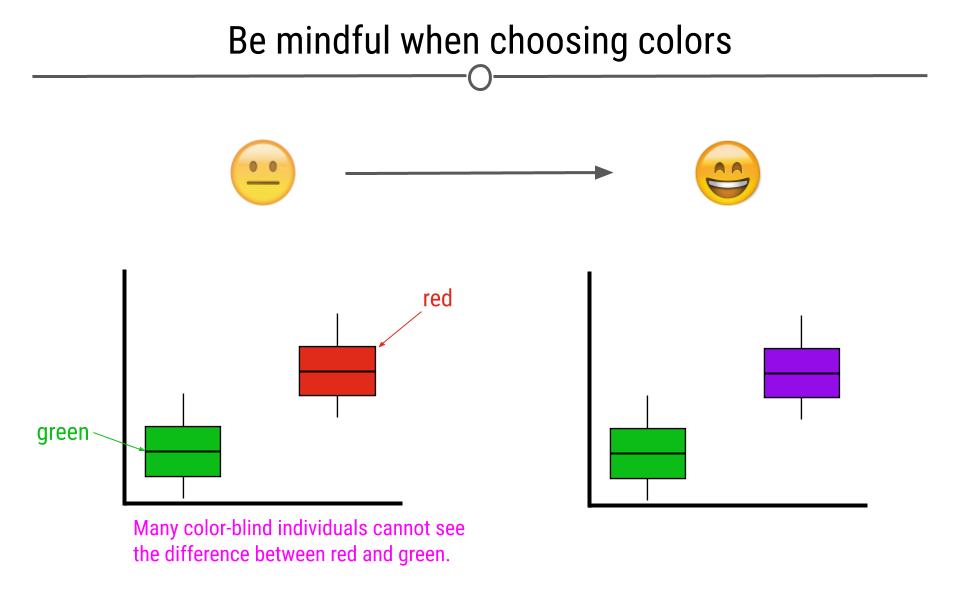 Be mindful when choosing colors
red
green
Many color-blind individuals cannot see
the difference between red and green.